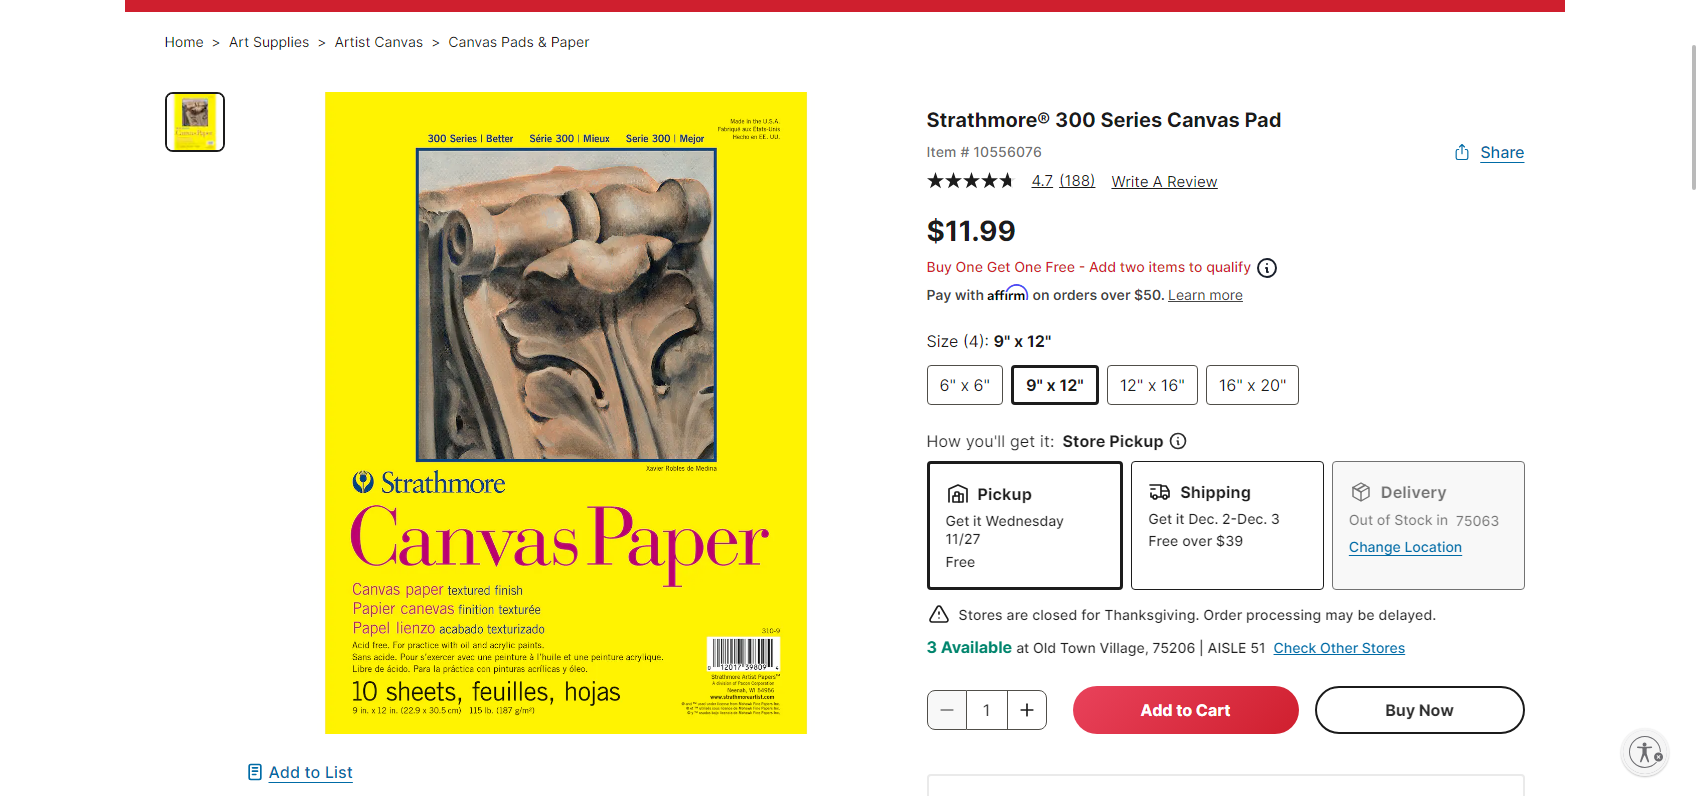 Home > Art Supplies > Artist Canvas > Canvas Pads & Paper
Made in the U.S.A.
Fabriqué aux États-Unis
Hecho en EE. UU.
300 Series | Better Série 300 | Mieux Serie 300 | Mejor
Xavier Robles de Medina
Strathmore
Canvas Paper
Canvas paper textured finish
Papier canevas finition texturée
Papel lienzo acabado texturizado
Acid free. For practice with oil and acrylic paints.
Sans acide. Pour s'exercer avec une peinture à l'huile et une peinture acrylique.
Libre de ácido. Para la práctica con pinturas acrílicas y óleo.
10 sheets, feuilles, hojas
9 in. x 12 in. (22.9 x 30.5 cm) 115 lb. (187 g/m²)
310-9
0 12017 39809 4
Strathmore Artist Papers™
A division of Pacon Corporation
Neenah, WI 54956
www.strathmoreartist.com
Add to List
Strathmore® 300 Series Canvas Pad
Item # 10556076
Share
4.7 (188) Write A Review
$11.99
Buy One Get One Free - Add two items to qualify
Pay with affirm on orders over $50. Learn more
Size (4): 9" x 12"
6" x 6" 9" x 12" 12" x 16" 16" x 20"
How you'll get it: Store Pickup
Pickup
Get it Wednesday
11/27
Free
Shipping
Get it Dec. 2-Dec. 3
Free over $39
Delivery
Out of Stock in 75063
Change Location
Stores are closed for Thanksgiving. Order processing may be delayed.
3 Available at Old Town Village, 75206 | AISLE 51 Check Other Stores
1
Add to Cart
Buy Now